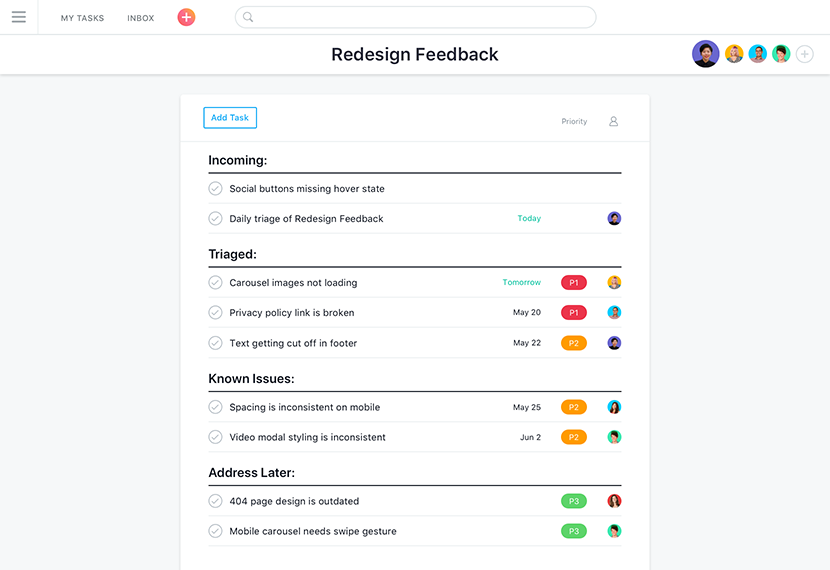 MY TASKS INBOX
Redesign Feedback
Add Task Priority
Incoming:
Social buttons missing hover state
Daily triage of Redesign Feedback Today
Triaged:
Carousel images not loading Tomorrow P1
Privacy policy link is broken May 20 P1
Text getting cut off in footer May 22 P2
Known Issues:
Spacing is inconsistent on mobile May 25 P2
Video modal styling is inconsistent Jun 2 P2
Address Later:
404 page design is outdated P3
Mobile carousel needs swipe gesture P3